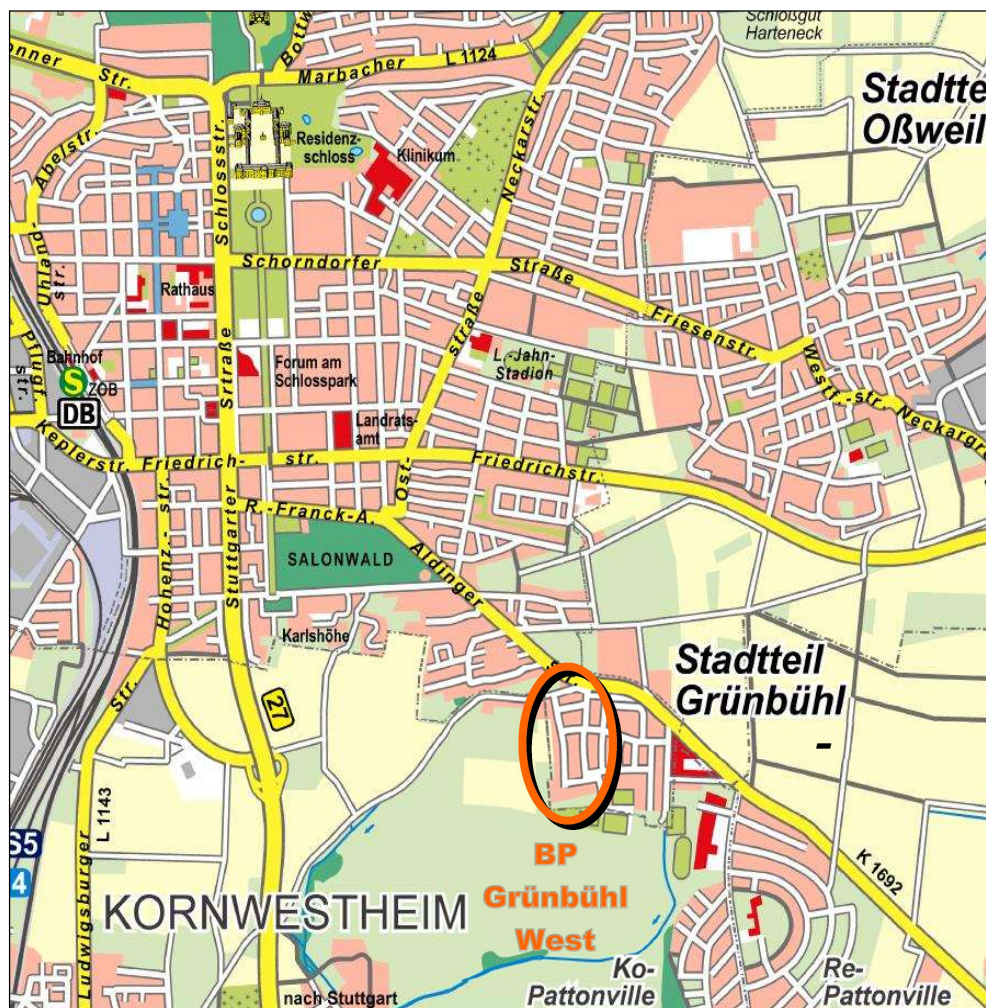 Schloßgut
Harteneck
onner Str.
Bottw
Marbacher L 1124
Stadtte
Oßweil
Abelstr.
Schlossstr.
Residenz-
schloss
Klinikum
Neckarstr.
Uhland-
str.
Schorndorfer Straße
Rathaus
Friesenstr.
Pflugf.
str.
Bahnhof
S
ZOB
DB
Srtraße
Forum am
Schlosspark
straße
L.-Jahn-
Stadion
Westf.-str.
Neckargrö
Landrats-
amt
Keplerstr.
Friedrich- str.
Ost-
Friedrichstr.
Hohenz.- str.
Stuttgarter
R.-Franck-A.
SALONWALD
Aldinger
Karlshöhe
Stadtteil
Grünbühl
-
Str.
27
L 1143
S5
4
BP
Grünbühl
West
K 1692
Ludwigsburger
KORNWESTHEIM
nach Stuttgart
Ko-
Pattonville
Re-
Pattonville